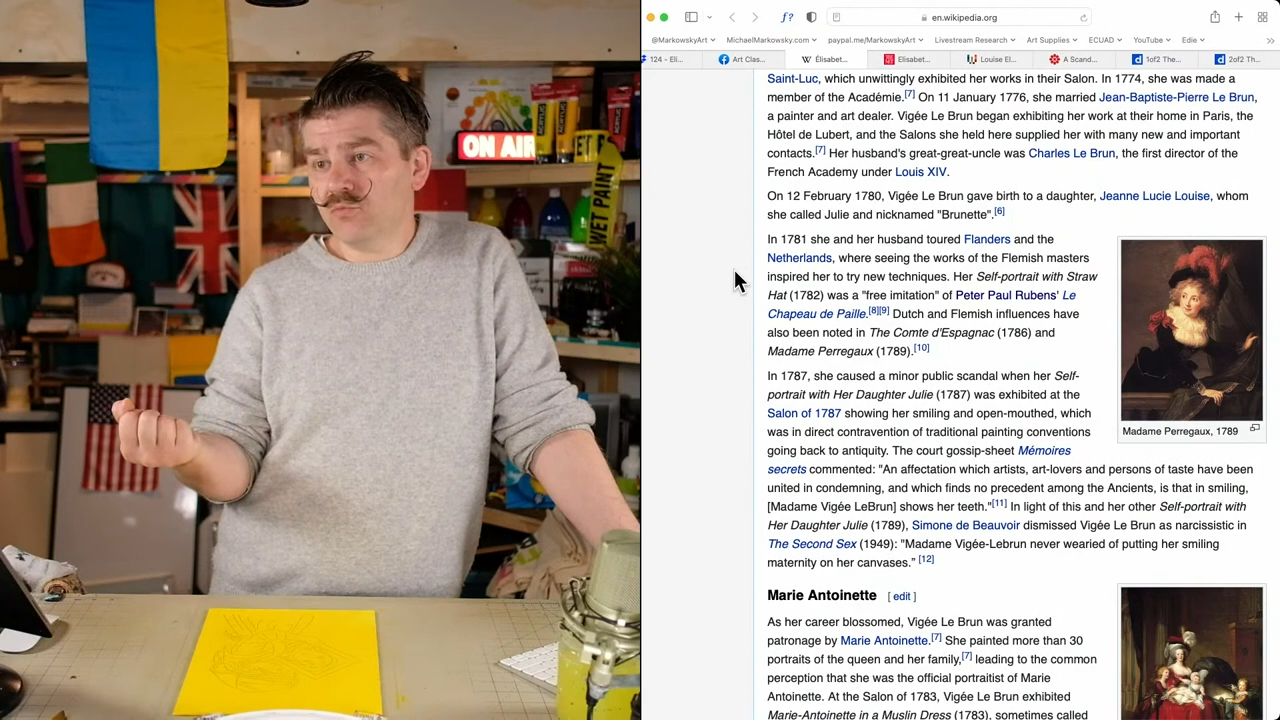 ON AIR
WET PAINT
ACRYLIC
en.wikipedia.org
@MarkowskyArt
MichaelMarkowsky.com
paypal.me/MarkowskyArt
Livestream Research
Art Supplies
ECUAD
YouTube
Edie
124 - Eli...
Art Clas...
Élisabet...
Elisabet...
Louise El...
A Scand...
1of2 The...
2of2 Th...
Saint-Luc, which unwittingly exhibited her works in their Salon. In 1774, she was made a
member of the Académie.[7] On 11 January 1776, she married Jean-Baptiste-Pierre Le Brun,
a painter and art dealer. Vigée Le Brun began exhibiting her work at their home in Paris, the
Hôtel de Lubert, and the Salons she held here supplied her with many new and important
contacts.[7] Her husband's great-great-uncle was Charles Le Brun, the first director of the
French Academy under Louis XIV.
On 12 February 1780, Vigée Le Brun gave birth to a daughter, Jeanne Lucie Louise, whom
she called Julie and nicknamed "Brunette".[6]
In 1781 she and her husband toured Flanders and the
Netherlands, where seeing the works of the Flemish masters
inspired her to try new techniques. Her Self-portrait with Straw
Hat (1782) was a "free imitation" of Peter Paul Rubens' Le
Chapeau de Paille.[8][9] Dutch and Flemish influences have
also been noted in The Comte d'Espagnac (1786) and
Madame Perregaux (1789).[10]
Madame Perregaux, 1789
In 1787, she caused a minor public scandal when her Self-
portrait with Her Daughter Julie (1787) was exhibited at the
Salon of 1787 showing her smiling and open-mouthed, which
was in direct contravention of traditional painting conventions
going back to antiquity. The court gossip-sheet Mémoires
secrets commented: "An affectation which artists, art-lovers and persons of taste have been
united in condemning, and which finds no precedent among the Ancients, is that in smiling,
[Madame Vigée LeBrun] shows her teeth."[11] In light of this and her other Self-portrait with
Her Daughter Julie (1789), Simone de Beauvoir dismissed Vigée Le Brun as narcissistic in
The Second Sex (1949): "Madame Vigée-Lebrun never wearied of putting her smiling
maternity on her canvases." [12]
Marie Antoinette [ edit ]
As her career blossomed, Vigée Le Brun was granted
patronage by Marie Antoinette.[7] She painted more than 30
portraits of the queen and her family,[7] leading to the common
perception that she was the official portraitist of Marie
Antoinette. At the Salon of 1783, Vigée Le Brun exhibited
Marie-Antoinette in a Muslin Dress (1783), sometimes called